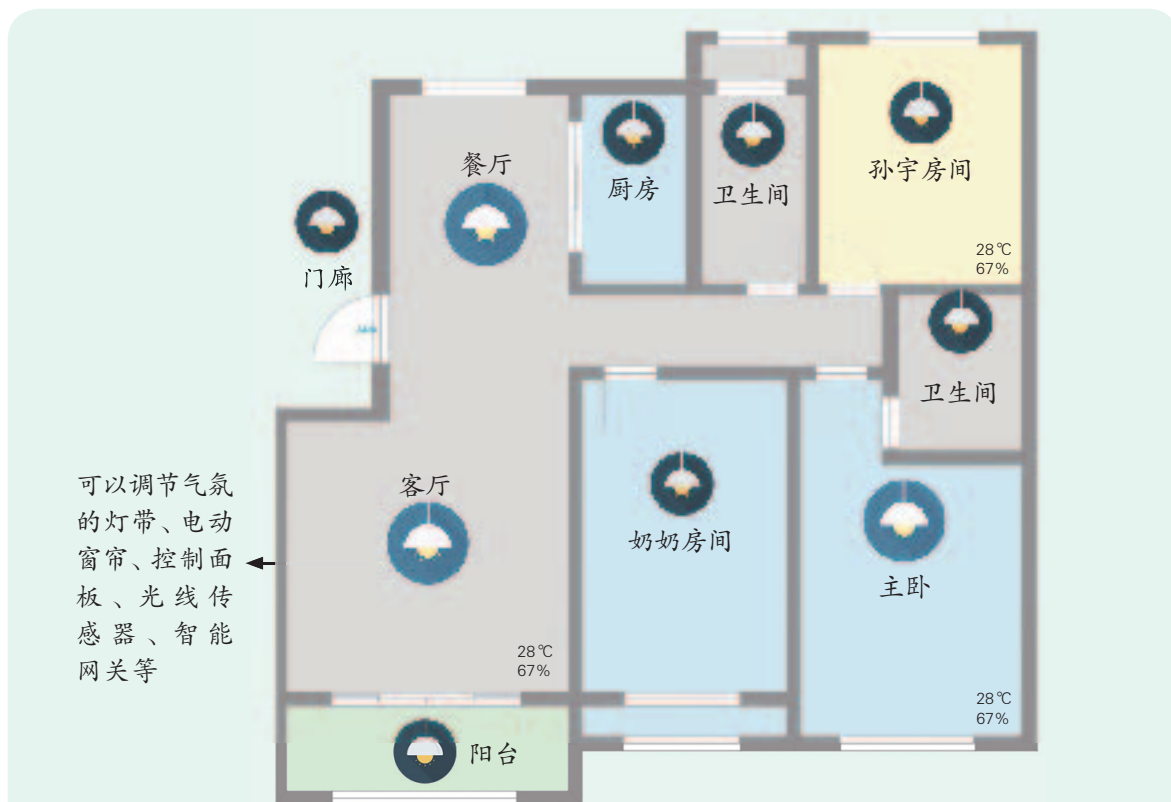 餐厅
厨房
卫生间
孙宇房间
28℃
67%
门廊
卫生间
可以调节气氛
的灯带、电动
窗帘、控制面
板、光线传
感器、智能
网关等
客厅
28℃
67%
奶奶房间
主卧
28℃
67%
阳台